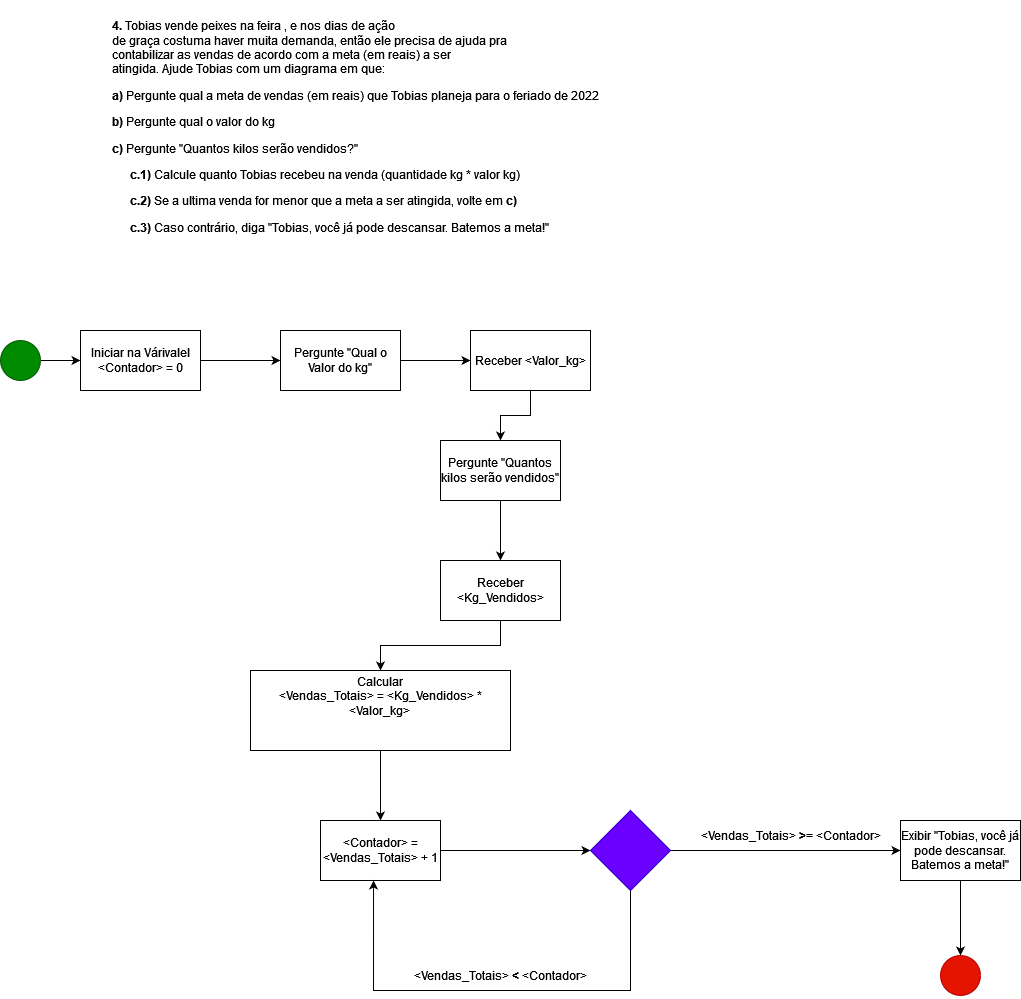 4. Tobias vende peixes na feira , e nos dias de ação
de graça costuma haver muita demanda, então ele precisa de ajuda pra
contabilizar as vendas de acordo com a meta (em reais) a ser
atingida. Ajude Tobias com um diagrama em que:
a) Pergunte qual a meta de vendas (em reais) que Tobias planeja para o feriado de 2022
b) Pergunte qual o valor do kg
c) Pergunte "Quantos kilos serão vendidos?"
c.1) Calcule quanto Tobias recebeu na venda (quantidade kg * valor kg)
c.2) Se a ultima venda for menor que a meta a ser atingida, volte em c)
c.3) Caso contrário, diga "Tobias, você já pode descansar. Batemos a meta!"
Iniciar na Várivalel
<Contador> = 0
Pergunte "Qual o
Valor do kg"
Receber <Valor_kg>
Pergunte "Quantos
kilos serão vendidos"
Receber
<Kg_Vendidos>
Calcular
<Vendas_Totais> = <Kg_Vendidos> *
<Valor_kg>
<Contador> =
<Vendas_Totais> + 1
<Vendas_Totais> >= <Contador>
Exibir "Tobias, você já
pode descansar.
Batemos a meta!"
<Vendas_Totais> < <Contador>